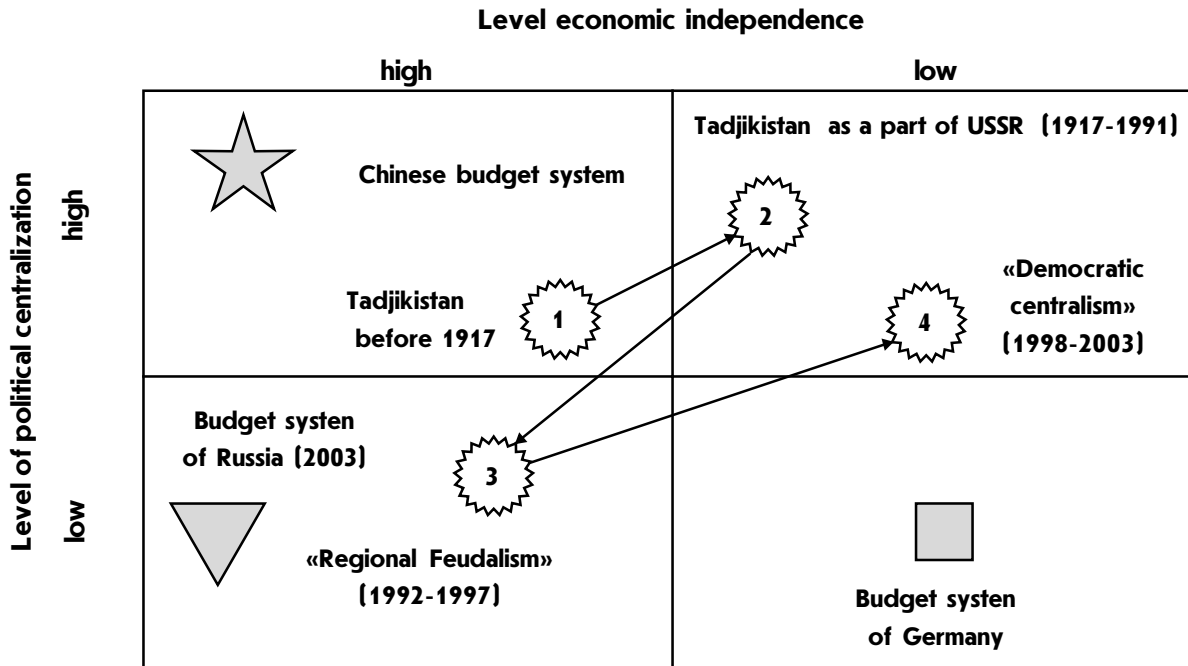 Level economic independence
high
low
Level of political centralization
high
low
Chinese budget system
Tadjikistan as a part of USSR (1917-1991)
2
Tadjikistan
before 1917
1
«Democratic
centralism»
(1998-2003)
4
Budget systen
of Russia (2003)
3
«Regional Feudalism»
(1992-1997)
Budget systen
of Germany